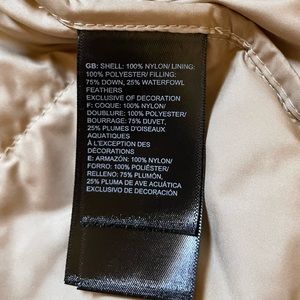 GB: SHELL: 100% NYLON/ LINING:
100% POLYESTER/ FILLING:
75% DOWN, 25% WATERFOWL
FEATHERS
EXCLUSIVE OF DECORATION
F: COQUE: 100% NYLON/
DOUBLURE: 100% POLYESTER/
BOURRAGE: 75% DUVET,
25% PLUMES D'OISEAUX
AQUATIQUES
À L'EXCEPTION DES
DÉCORATIONS
E: ARMAZÓN: 100% NYLON/
FORRO: 100% POLIÉSTER/
RELLENO: 75% PLUMÓN,
25% PLUMA DE AVE ACUÁTICA
EXCLUSIVO DE DECORACIÓN